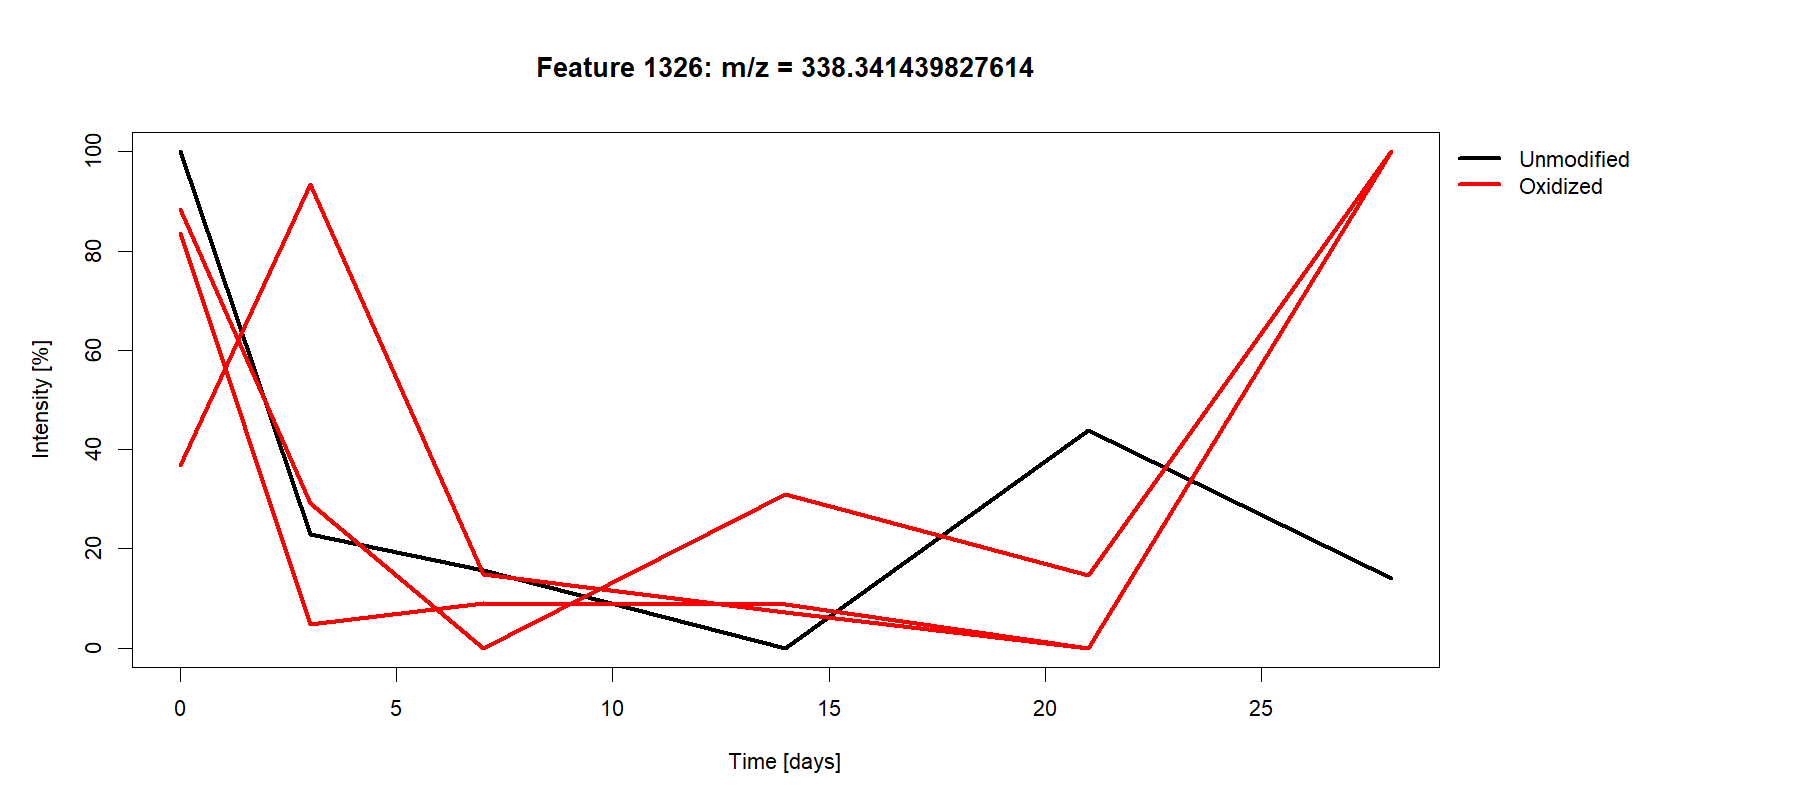 Feature 1326: m/z = 338.341439827614
100
80
60
40
20
0
Intensity [%]
0 5 10 15 20 25
Time [days]
Unmodified
Oxidized